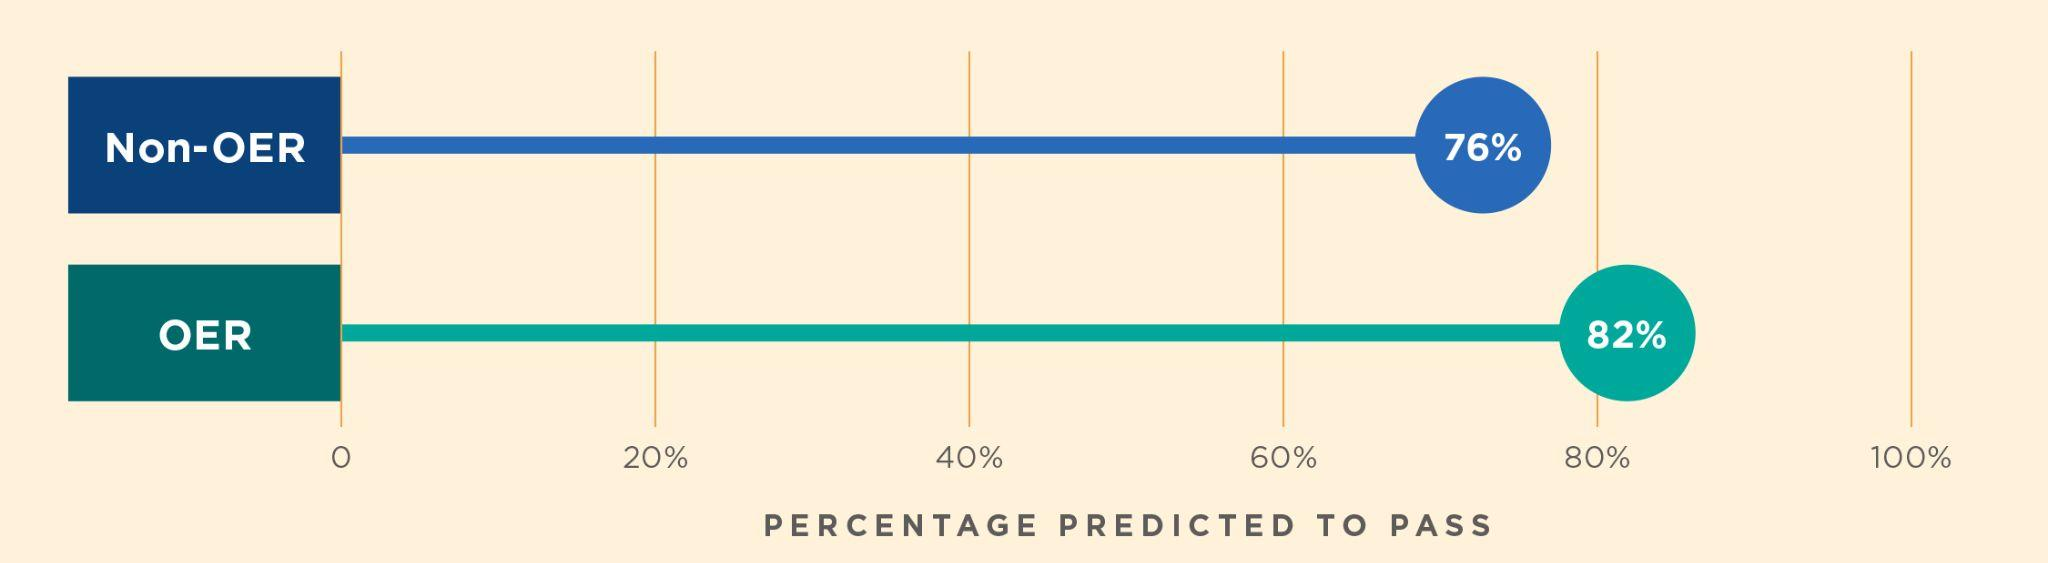 Non-OER
76%
OER
82%
0 20% 40% 60% 80% 100%
PERCENTAGE PREDICTED TO PASS